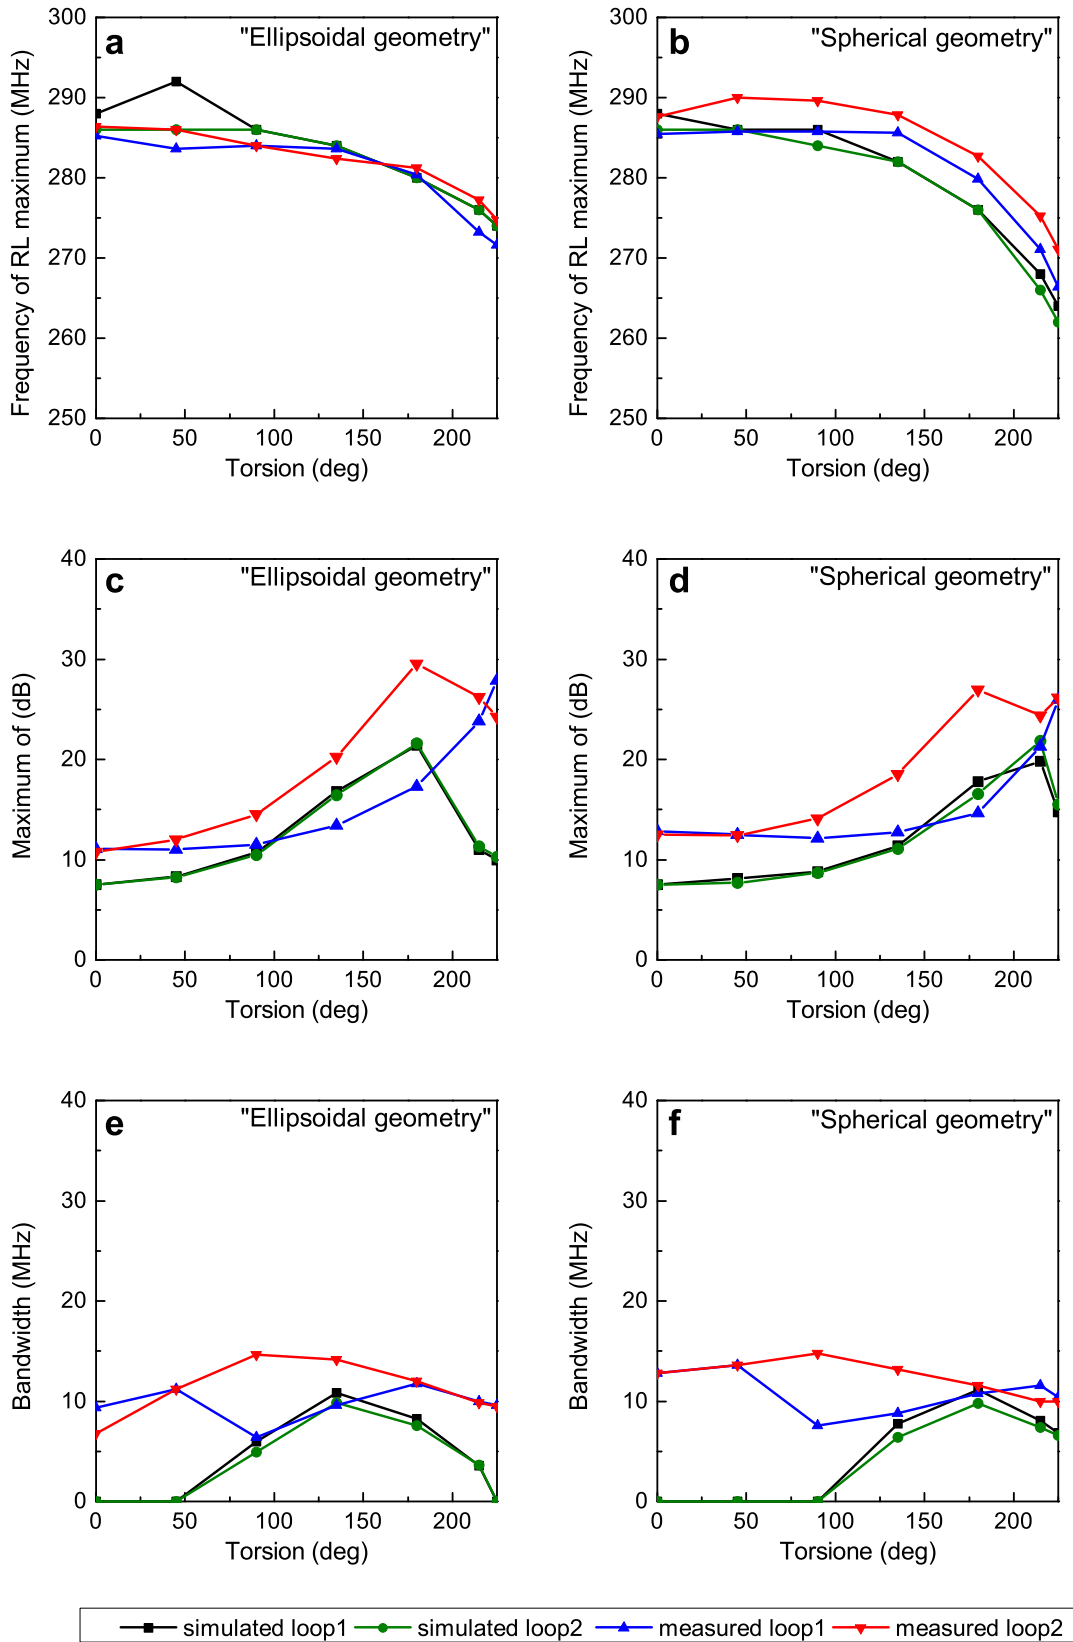 a "Ellipsoidal geometry"
300
290
280
270
260
250
Frequency of RL maximum (MHz)
0 50 100 150 200
Torsion (deg)
b "Spherical geometry"
300
290
280
270
260
250
Frequency of RL maximum (MHz)
0 50 100 150 200
Torsion (deg)
c "Ellipsoidal geometry"
40
30
20
10
0
Maximum of (dB)
0 50 100 150 200
Torsion (deg)
d "Spherical geometry"
40
30
20
10
0
Maximum of (dB)
0 50 100 150 200
Torsion (deg)
e "Ellipsoidal geometry"
40
30
20
10
0
Bandwidth (MHz)
0 50 100 150 200
Torsion (deg)
f "Spherical geometry"
40
30
20
10
0
Bandwidth (MHz)
0 50 100 150 200
Torsione (deg)
simulated loop1 simulated loop2 measured loop1 measured loop2